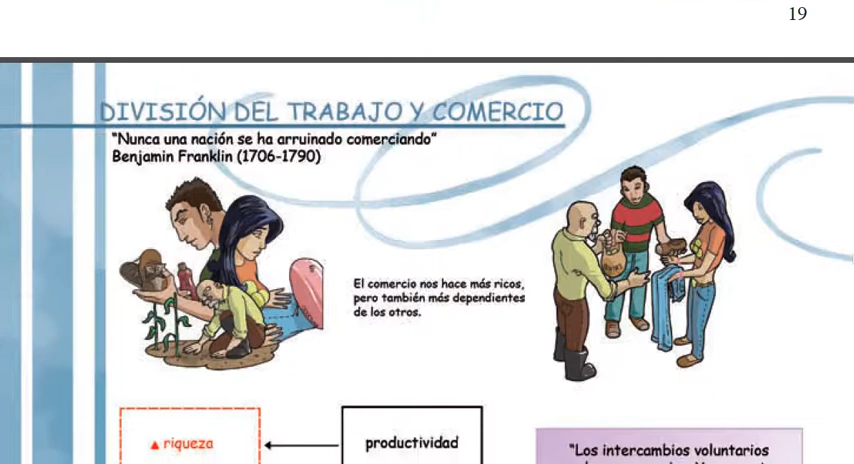 19
DIVISIÓN DEL TRABAJO Y COMERCIO
"Nunca una nación se ha arruinado comerciando"
Benjamin Franklin (1706-1790)
El comercio nos hace más ricos,
pero también más dependientes
de los otros.
▲ riqueza
productividad
"Los intercambios voluntarios